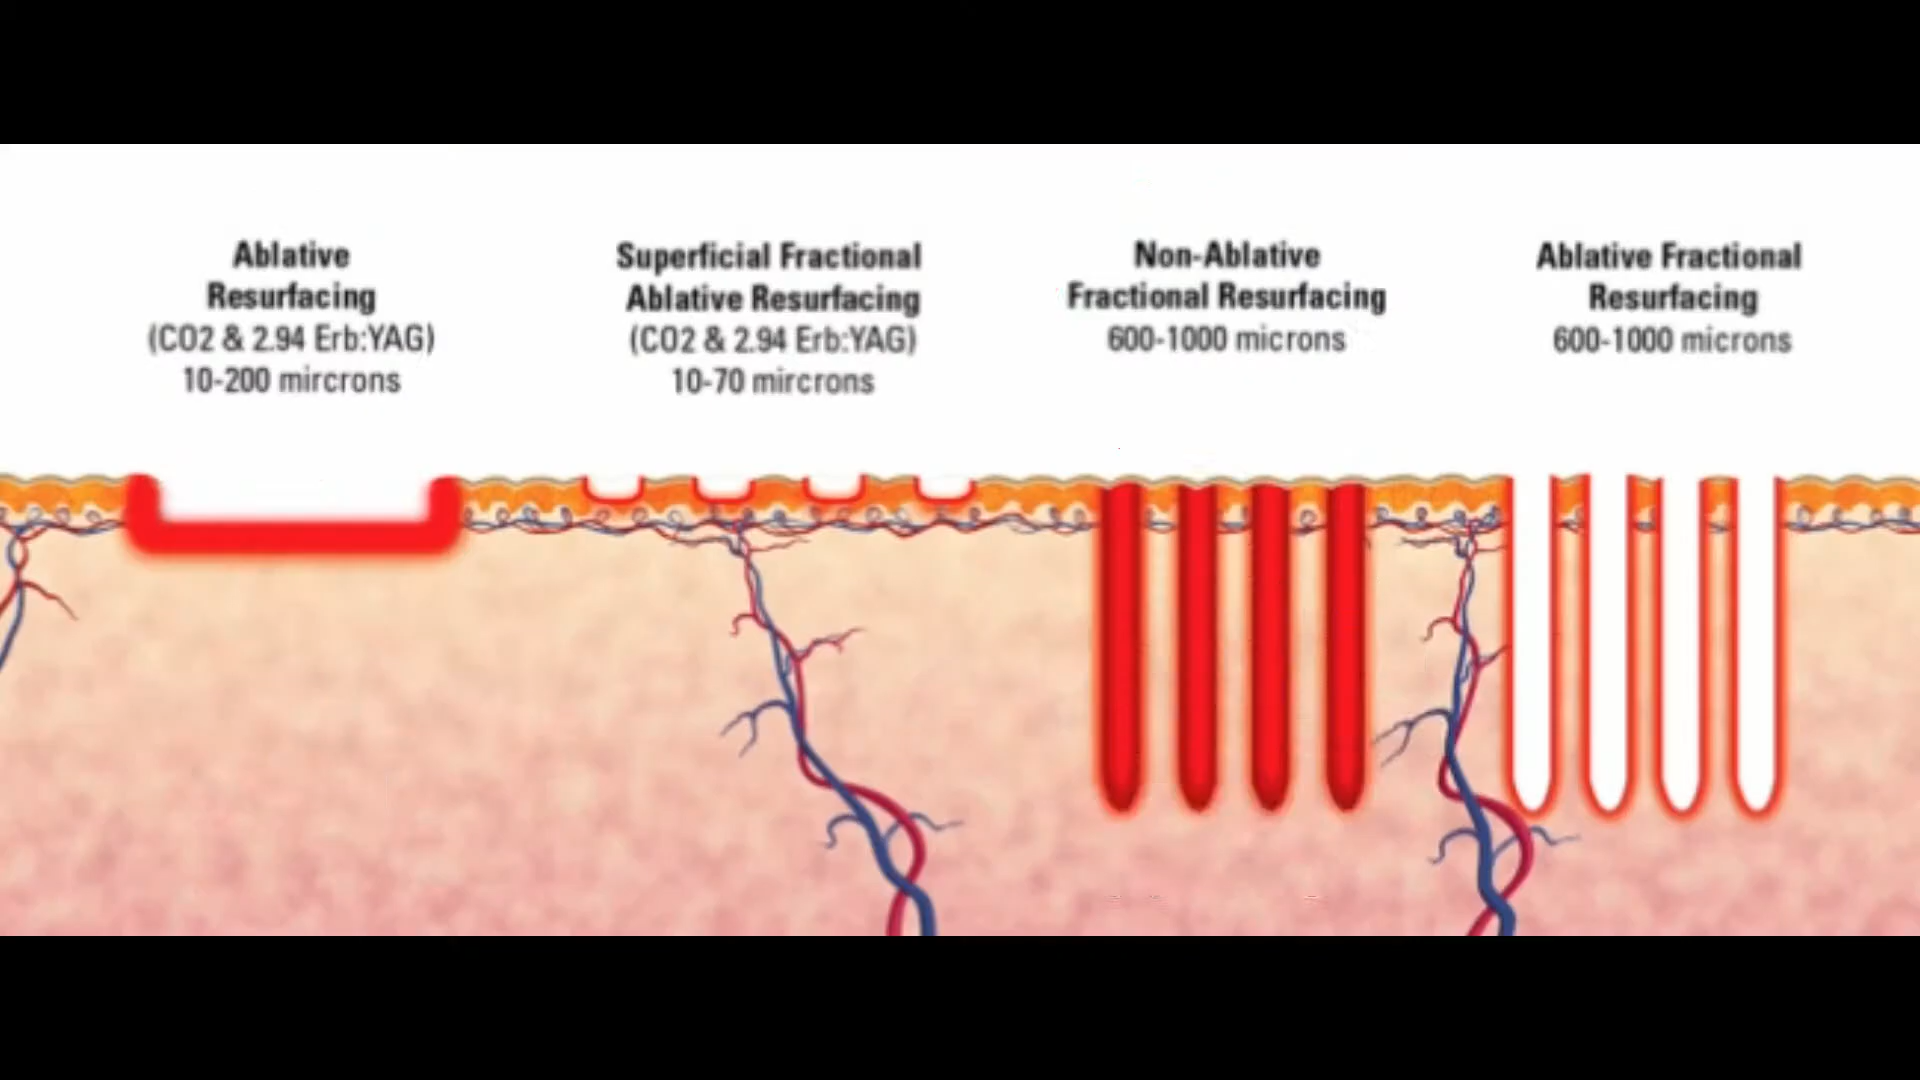 Ablative
Resurfacing
(CO2 & 2.94 Erb:YAG)
10-200 mircrons
Superficial Fractional
Ablative Resurfacing
(CO2 & 2.94 Erb:YAG)
10-70 mircrons
Non-Ablative
Fractional Resurfacing
600-1000 microns
Ablative Fractional
Resurfacing
600-1000 microns